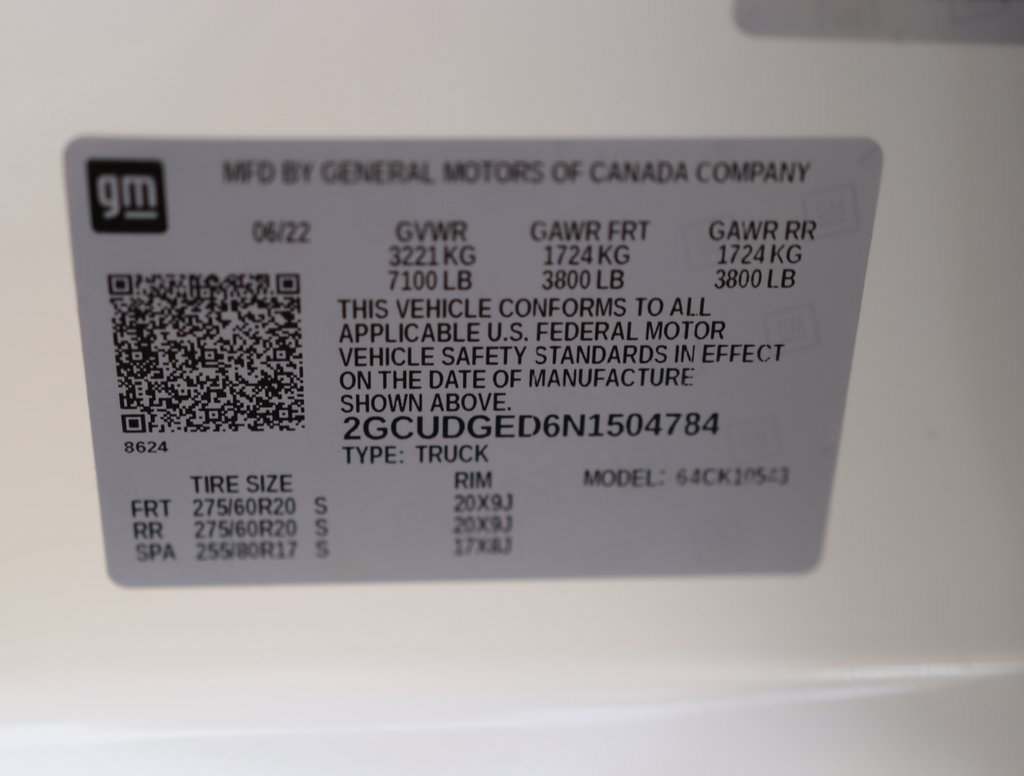 gm
MFD BY GENERAL MOTORS OF CANADA COMPANY
06/22 GVWR GAWR FRT GAWR RR
3221 KG 1724 KG 1724 KG
7100 LB 3800 LB 3800 LB
THIS VEHICLE CONFORMS TO ALL
APPLICABLE U.S. FEDERAL MOTOR
VEHICLE SAFETY STANDARDS IN EFFECT
ON THE DATE OF MANUFACTURE
SHOWN ABOVE.
2GCUDGED6N1504784
8624
TYPE: TRUCK
TIRE SIZE RIM MODEL: 
FRT 275/60R20 S 20X9J
RR 275/60R20 S 20X9J
SPA 255/80R17 S 17X8J